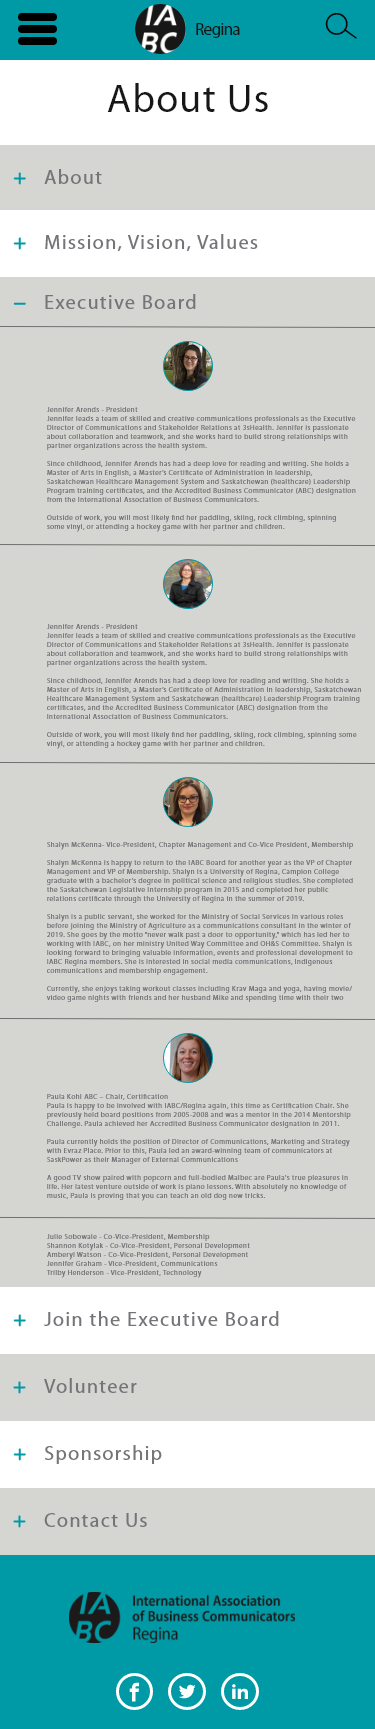 IABC Regina
About Us
+ About
+ Mission, Vision, Values
− Executive Board
Jennifer Arends - President
Jennifer leads a team of skilled and creative communications professionals as the Executive
Director of Communications and Stakeholder Relations at 3sHealth. Jennifer is passionate
about collaboration and teamwork, and she works hard to build strong relationships with
partner organizations across the health system.
Since childhood, Jennifer Arends has had a deep love for reading and writing. She holds a
Master of Arts in English, a Master's Certificate of Administration in leadership,
Saskatchewan Healthcare Management System and Saskatchewan (healthcare) Leadership
Program training certificates, and the Accredited Business Communicator (ABC) designation
from the International Association of Business Communicators.
Outside of work, you will most likely find her paddling, skiing, rock climbing, spinning
some vinyl, or attending a hockey game with her partner and children.
Jennifer Arends - President
Jennifer leads a team of skilled and creative communications professionals as the Executive
Director of Communications and Stakeholder Relations at 3sHealth. Jennifer is passionate
about collaboration and teamwork, and she works hard to build strong relationships with
partner organizations across the health system.
Since childhood, Jennifer Arends has had a deep love for reading and writing. She holds a
Master of Arts in English, a Master's Certificate of Administration in leadership, Saskatchewan
Healthcare Management System and Saskatchewan (healthcare) Leadership Program training
certificates, and the Accredited Business Communicator (ABC) designation from the
International Association of Business Communicators.
Outside of work, you will most likely find her paddling, skiing, rock climbing, spinning some
vinyl, or attending a hockey game with her partner and children.
Shalyn McKenna- Vice-President, Chapter Management and Co-Vice President, Membership
Shalyn McKenna is happy to return to the IABC Board for another year as the VP of Chapter
Management and VP of Membership. Shalyn is a University of Regina, Campion College
graduate with a bachelor's degree in political science and religious studies. She completed
the Saskatchewan Legislative Internship program in 2015 and completed her public
relations certificate through the University of Regina in the summer of 2019.
Shalyn is a public servant, she worked for the Ministry of Social Services in various roles
before joining the Ministry of Agriculture as a communications consultant in the winter of
2019. She goes by the motto "never walk past a door to opportunity," which has led her to
working with IABC, on her ministry United Way Committee and OH&S Committee. Shalyn is
looking forward to bringing valuable information, events and professional development to
IABC Regina members. She is interested in social media communications, Indigenous
communications and membership engagement.
Currently, she enjoys taking workout classes including Krav Maga and yoga, having movie/
video game nights with friends and her husband Mike and spending time with their two
Paula Kohl ABC – Chair, Certification
Paula is happy to be involved with IABC/Regina again, this time as Certification Chair. She
previously held board positions from 2005-2008 and was a mentor in the 2014 Mentorship
Challenge. Paula achieved her Accredited Business Communicator designation in 2011.
Paula currently holds the position of Director of Communications, Marketing and Strategy
with Evraz Place. Prior to this, Paula led an award-winning team of communicators at
SaskPower as their Manager of External Communications
A good TV show paired with popcorn and full-bodied Malbec are Paula's true pleasures in
life. Her latest venture outside of work is piano lessons. With absolutely no knowledge of
music, Paula is proving that you can teach an old dog new tricks.
Julie Sobowale - Co-Vice-President, Membership
Shannon Kotylak - Co-Vice-President, Personal Development
Amberyl Watson - Co-Vice-President, Personal Development
Jennifer Graham - Vice-President, Communications
Trilby Henderson - Vice-President, Technology
+ Join the Executive Board
+ Volunteer
+ Sponsorship
+ Contact Us
IABC International Association
of Business Communicators
Regina